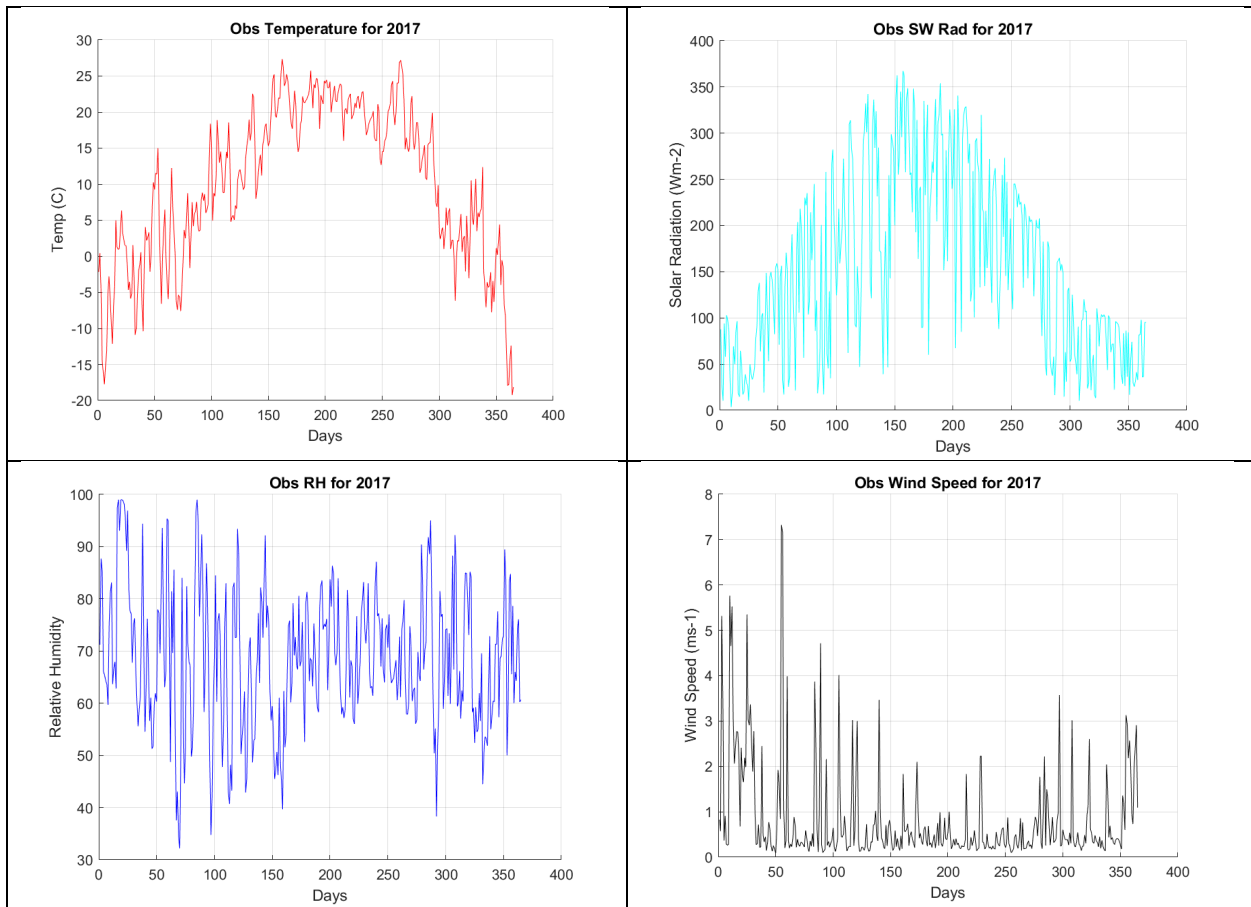 Obs Temperature for 2017
30
25
20
15
10
5
0
-5
-10
-15
-20
0 50 100 150 200 250 300 350 400
Temp (C)
Days
Obs SW Rad for 2017
400
350
300
250
200
150
100
50
0
0 50 100 150 200 250 300 350 400
Solar Radiation (Wm-2)
Days
Obs RH for 2017
100
90
80
70
60
50
40
30
0 50 100 150 200 250 300 350 400
Relative Humidity
Days
Obs Wind Speed for 2017
8
7
6
5
4
3
2
1
0
0 50 100 150 200 250 300 350 400
Wind Speed (ms-1)
Days